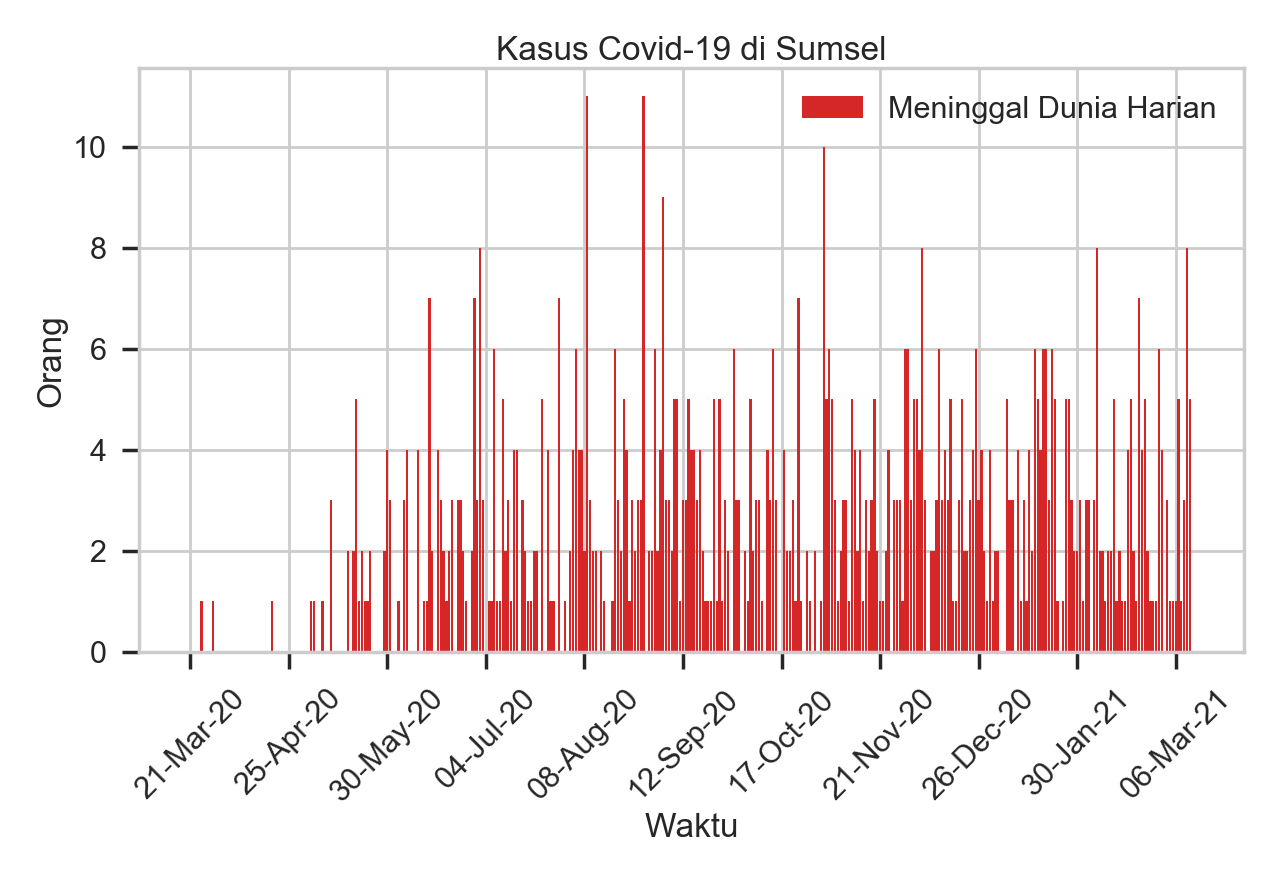 Kasus Covid-19 di Sumsel
Meninggal Dunia Harian
Orang
10
8
6
4
2
0
21-Mar-20
25-Apr-20
30-May-20
04-Jul-20
08-Aug-20
12-Sep-20
17-Oct-20
21-Nov-20
26-Dec-20
30-Jan-21
06-Mar-21
Waktu